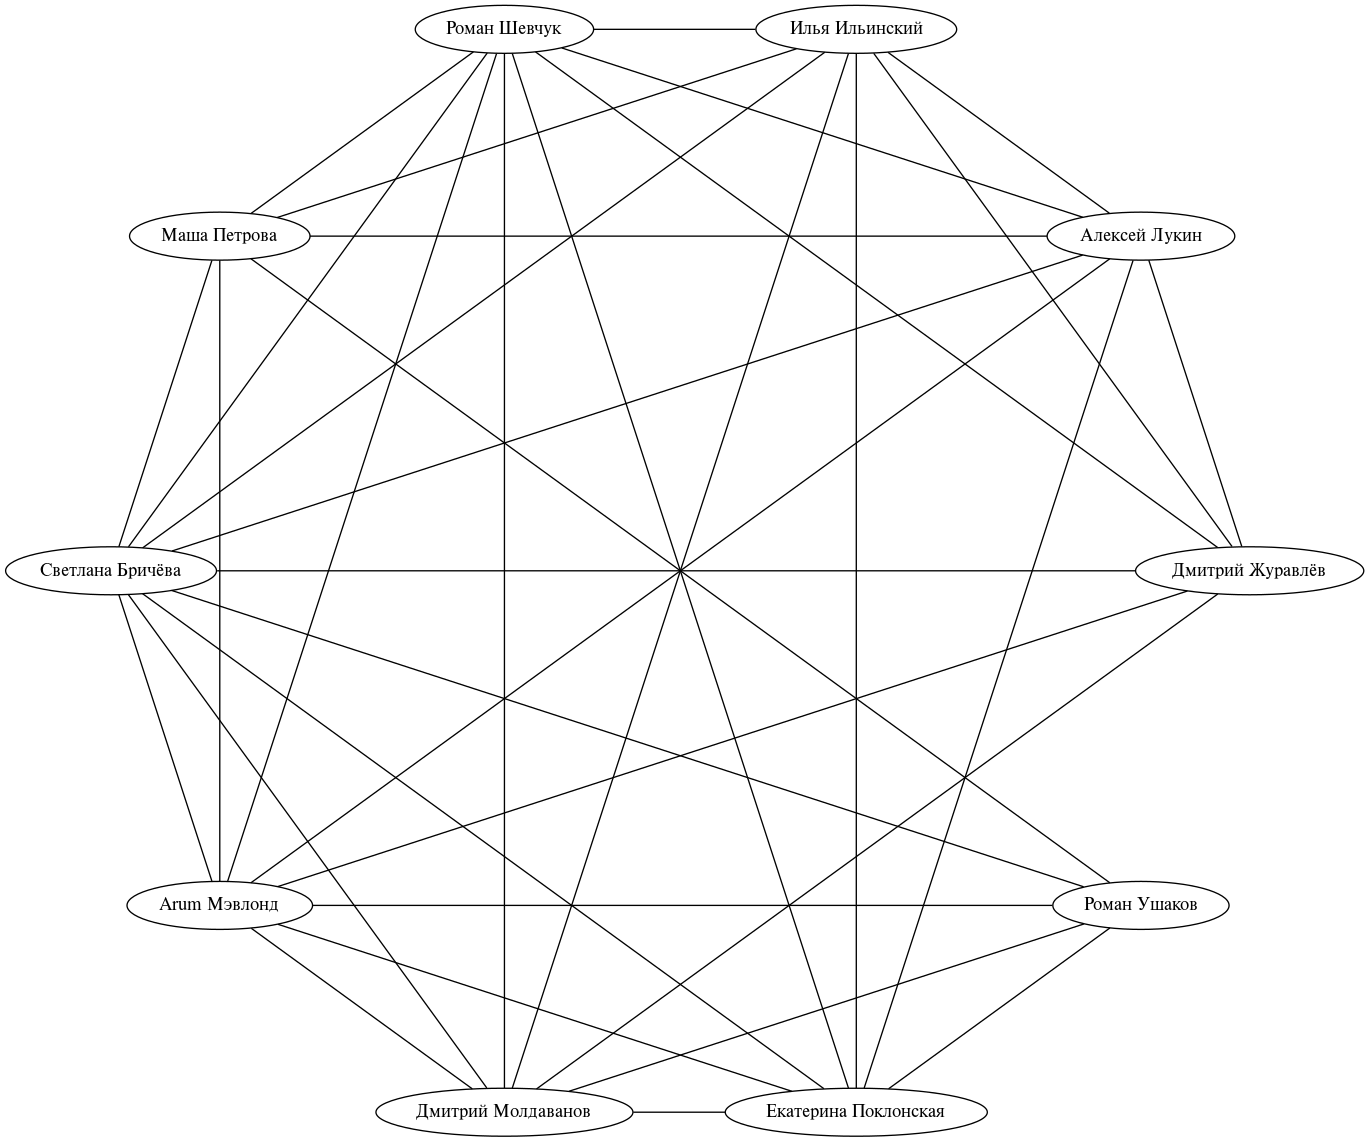 Роман Шевчук
Илья Ильинский
Маша Петрова
Алексей Лукин
Светлана Бричёва
Дмитрий Журавлёв
Arum Мэвлонд
Роман Ушаков
Дмитрий Молдаванов
Екатерина Поклонская